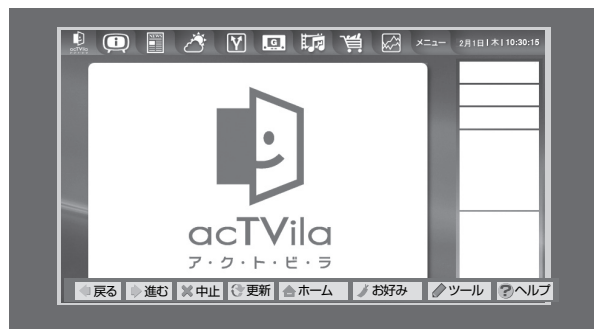 メニュー 2月1日 | 木 | 10:30:15
acTVila
ア・ク・ト・ビ・ラ
戻る 進む 中止 更新 ホーム お好み ツール ヘルプ